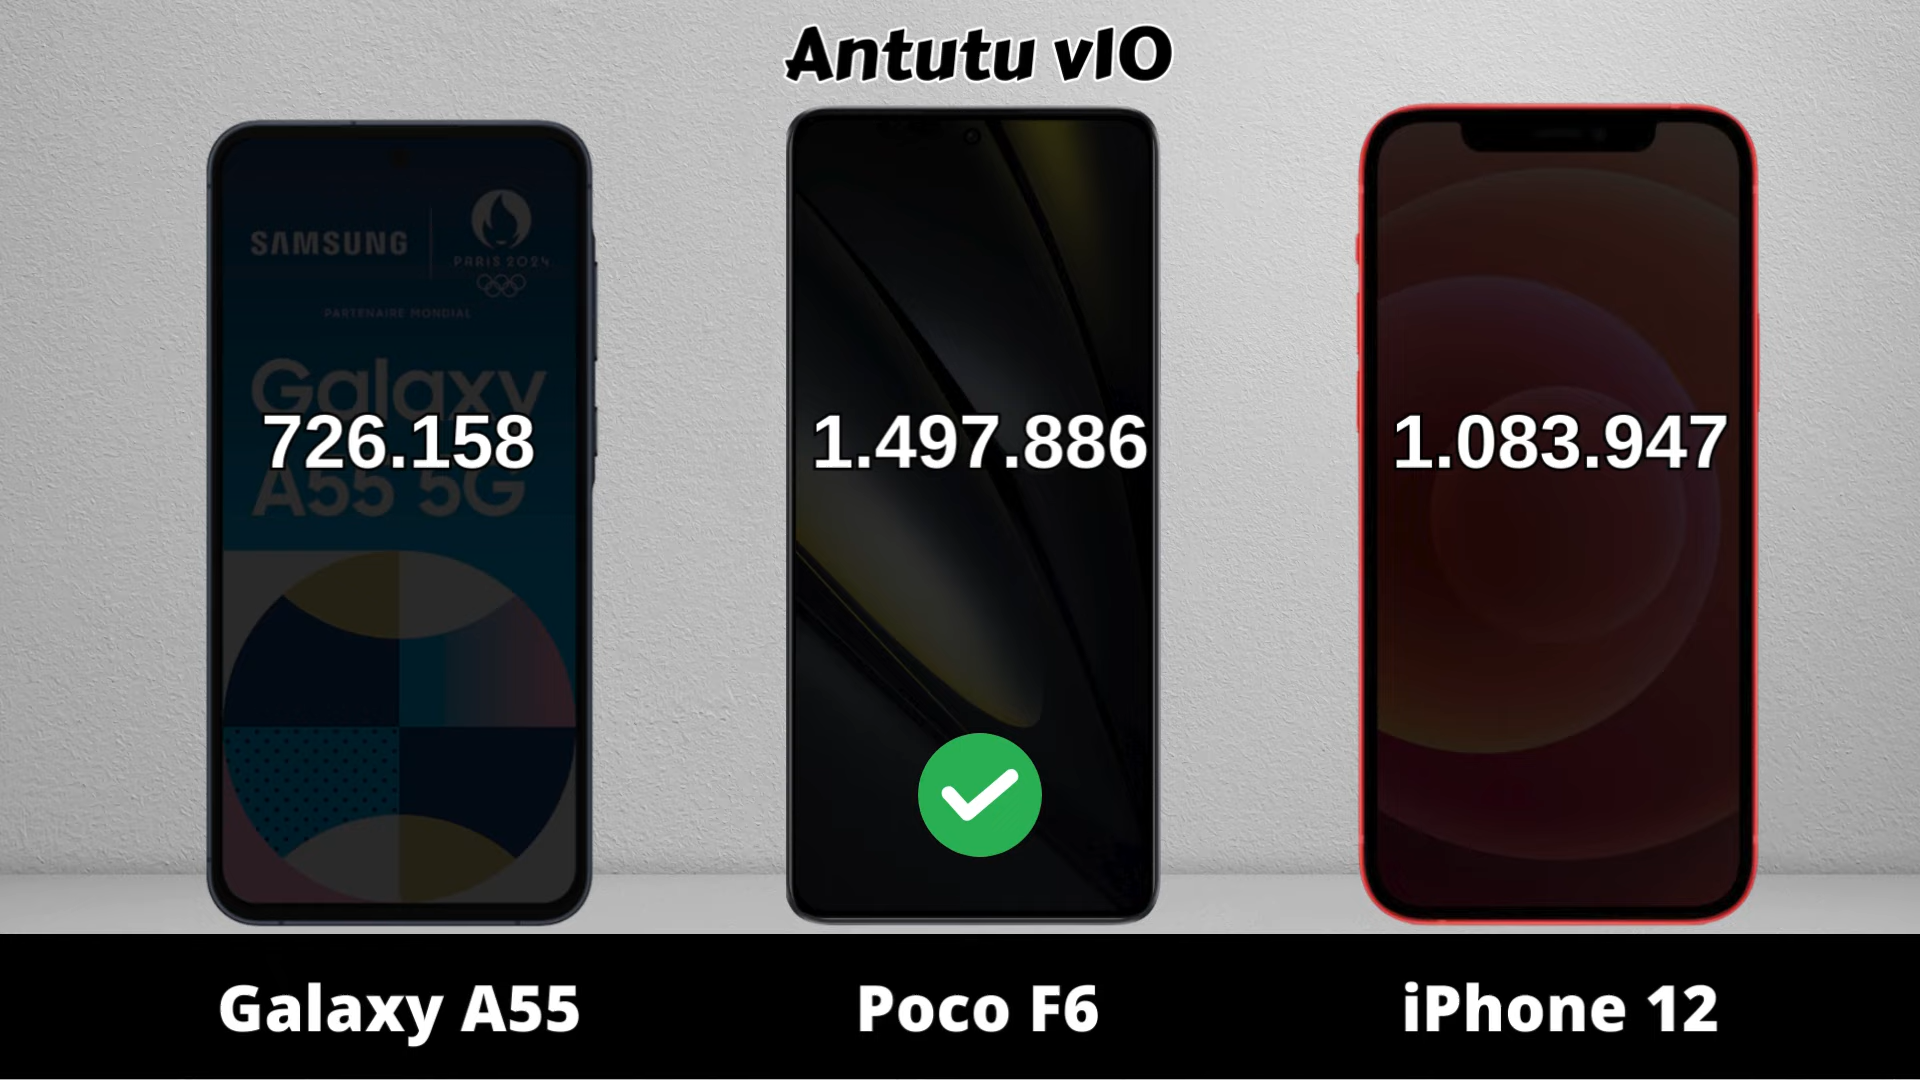 Antutu v10
SAMSUNG
PARIS 2024
PARTENAIRE MONDIAL
Galaxy
A55 5G
726.158
1.497.886
1.083.947
Galaxy A55
Poco F6
iPhone 12